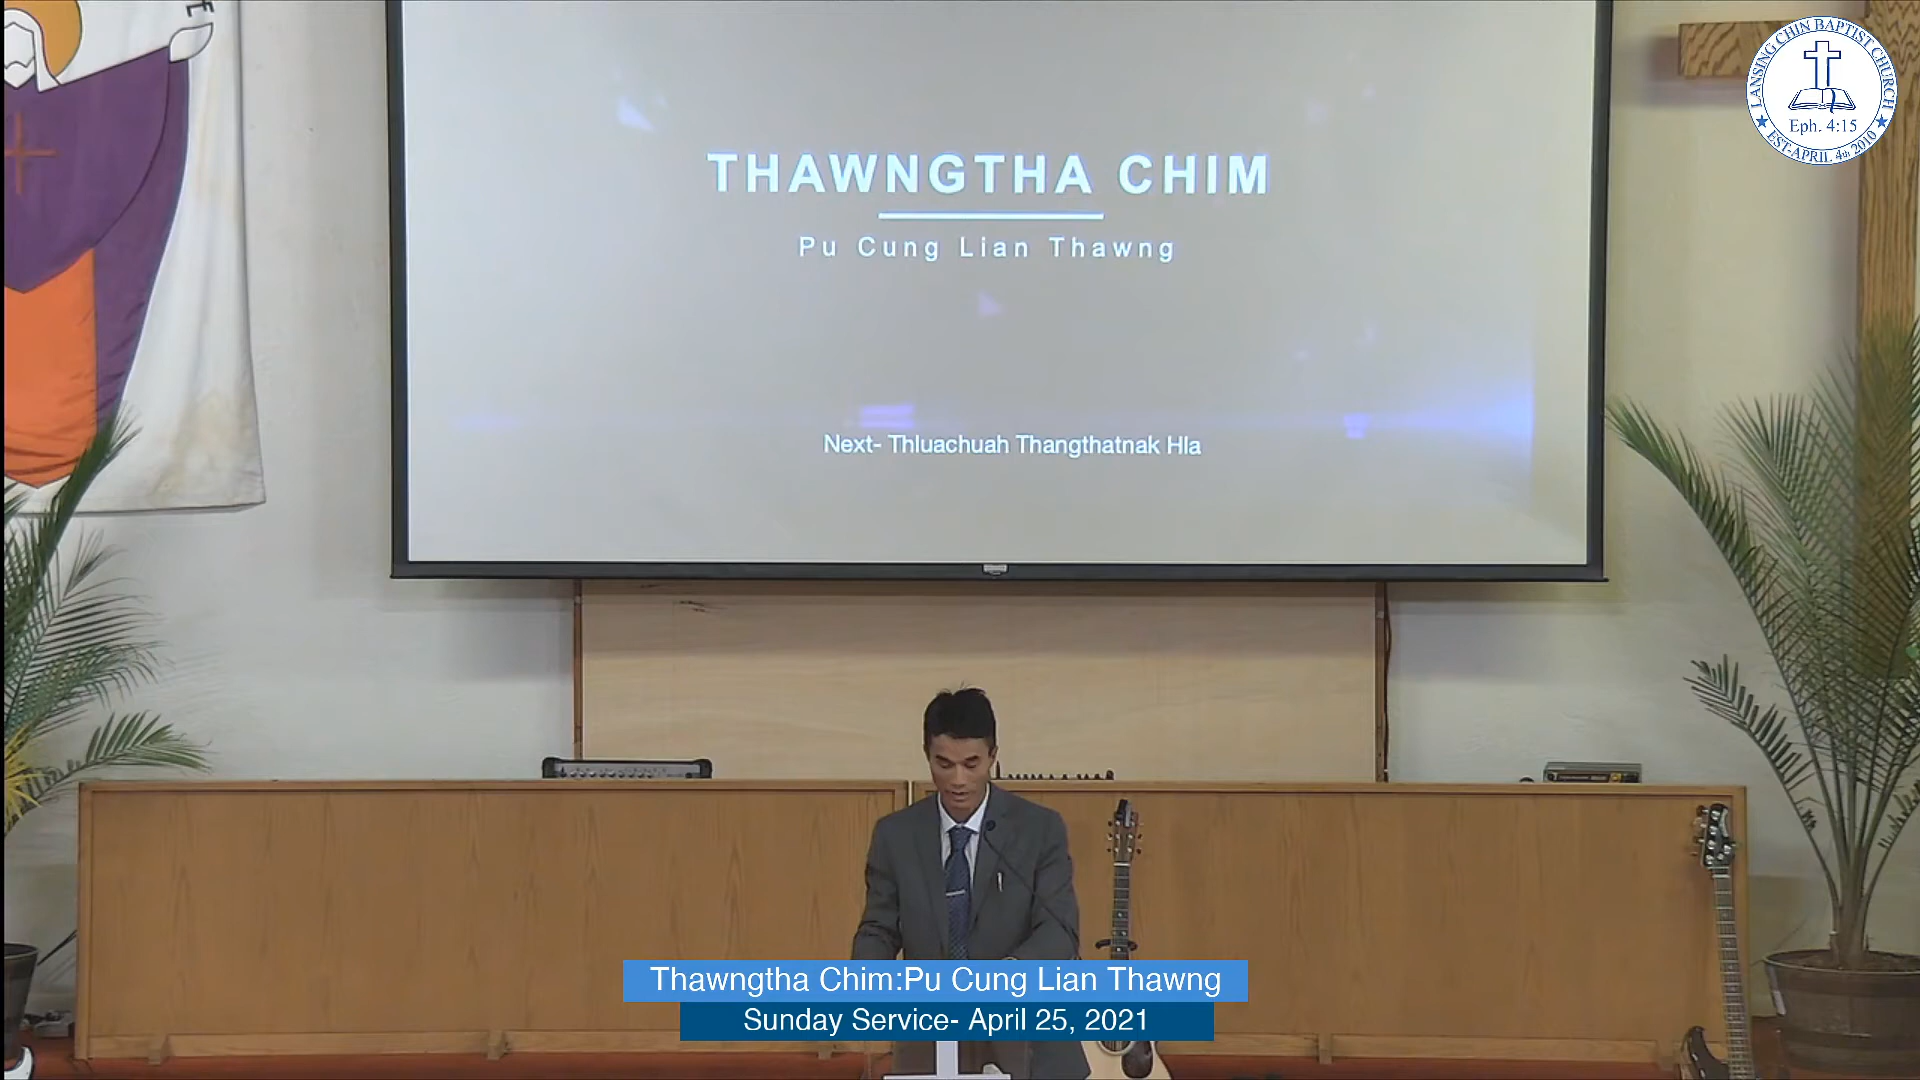 THAWNGTHA CHIM
Pu Cung Lian Thawng
Next- Thluachuah Thangthatnak Hla
LANSING CHIN BAPTIST CHURCH
Eph. 4:15
EST-APRIL 4th 2010
Thawngtha Chim:Pu Cung Lian Thawng
Sunday Service- April 25, 2021